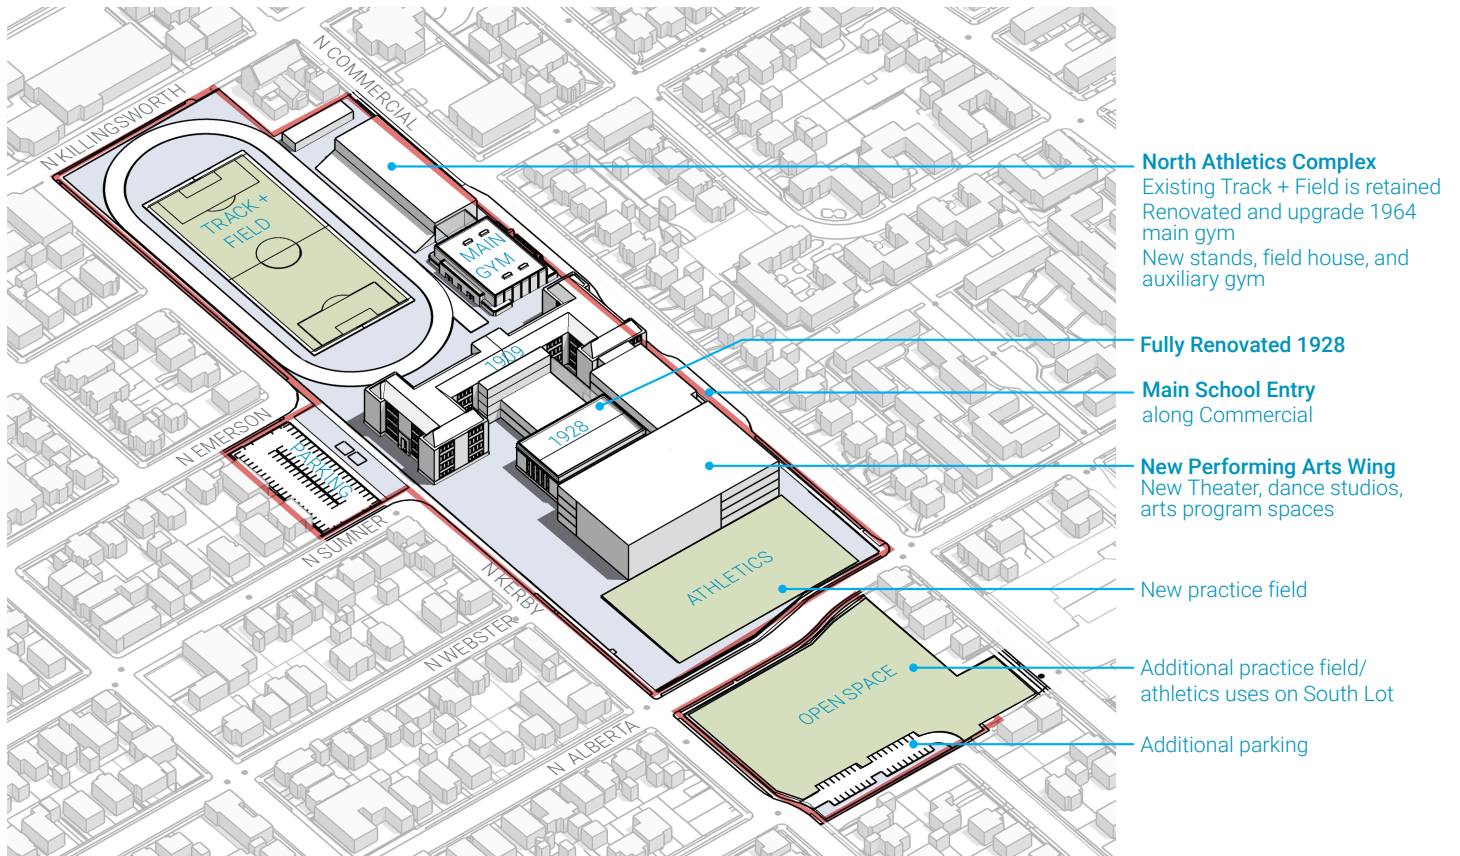 N COMMERCIAL
N KILLINGSWORTH
TRACK +
FIELD
MAIN
GYM
1909
1928
N EMERSON
PARKING
N SUMNER
N KERBY
N WEBSTER
N ALBERTA
ATHLETICS
OPEN SPACE
North Athletics Complex
Existing Track + Field is retained
Renovated and upgrade 1964
main gym
New stands, field house, and
auxiliary gym
Fully Renovated 1928
Main School Entry
along Commercial
New Performing Arts Wing
New Theater, dance studios,
arts program spaces
New practice field
Additional practice field/
athletics uses on South Lot
Additional parking